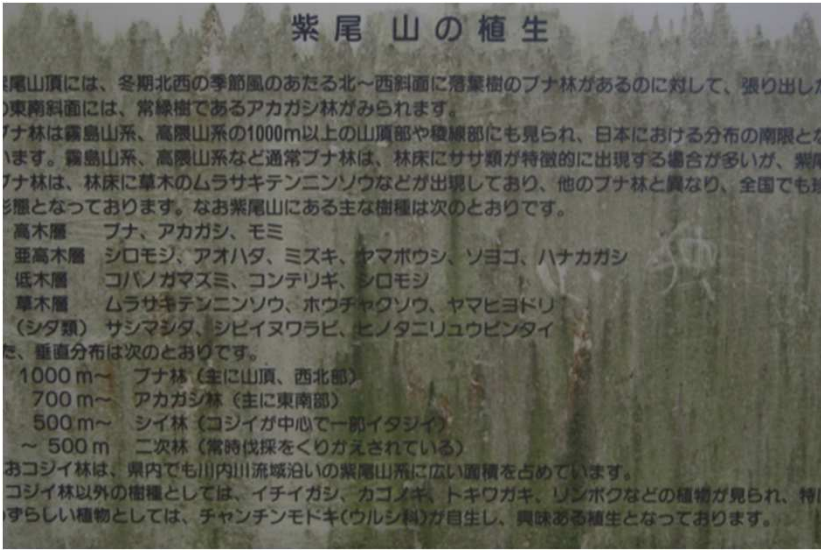 紫尾山の植生
尾山頂には、冬期北西の季節風のあたる北～西斜面に落葉樹のブナ林があるのに対して、張り出した
東南斜面には、常緑樹であるアカガシ林がみられます。
ブナ林は霧島山系、高隈山系の1000m以上の山頂部や稜線部にも見られ、日本における分布の南限とな
います。霧島山系、高隈山系など通常ブナ林は、林床にササ類が特徴的に出現する場合が多いが、紫尾
ブナ林は、林床に草木のムラサキテンニンソウなどが出現しており、他のブナ林と異なり、全国でも珍
形態となっております。なお紫尾山にある主な樹種は次のとおりです。
高木層 ブナ、アカガシ、モミ
亜高木層 シロモジ、アオハダ、ミズキ、ヤマボウシ、ソヨゴ、ハナカガシ
低木層 コバノガマズミ、コンテリギ、シロモジ
草木層 ムラサキテンニンソウ、ホウチャクソウ、ヤマヒヨドリ
（シダ類） サシマシダ、シビイヌワラビ、ヒノタニリュウビンタイ
た、垂直分布は次のとおりです。
1000m～ ブナ林（主に山頂、西北部）
700m～ アカガシ林（主に東南部）
500m～ シイ林（コジイが中心で一部イタジイ）
～500m 二次林（常時伐採をくりかえされている）
おコジイ林は、県内でも川内川流域沿いの紫尾山系に広い面積を占めています。
コジイ林以外の樹種としては、イチイガシ、カゴノキ、トキワガキ、リンボクなどの植物が見られ、特に
めずらしい植物としては、チャンチンモドキ（ウルシ科）が自生し、興味ある植生となっております。